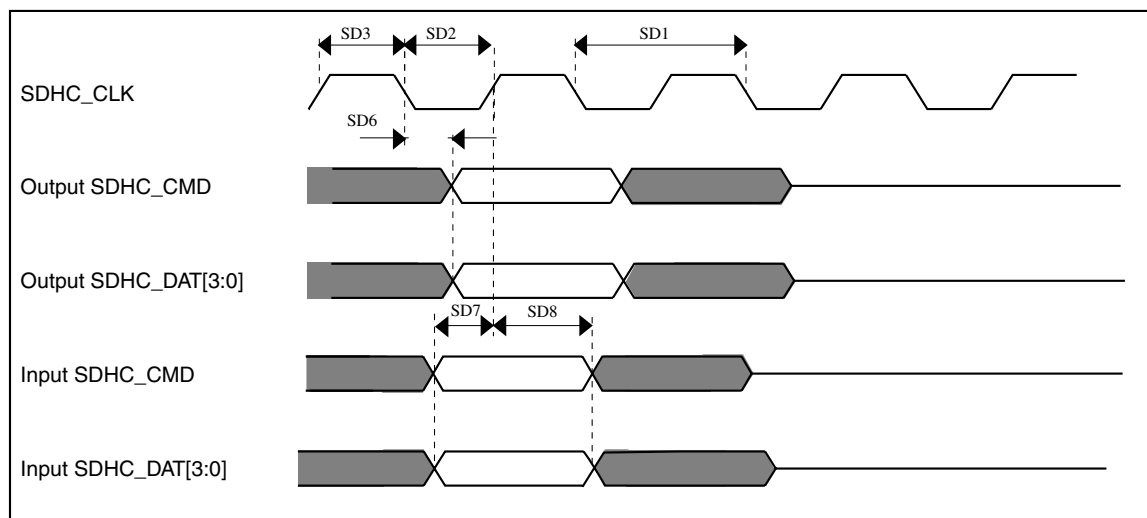 SD3 SD2 SD1
SDHC_CLK
SD6
Output SDHC_CMD
Output SDHC_DAT[3:0]
SD7 SD8
Input SDHC_CMD
Input SDHC_DAT[3:0]